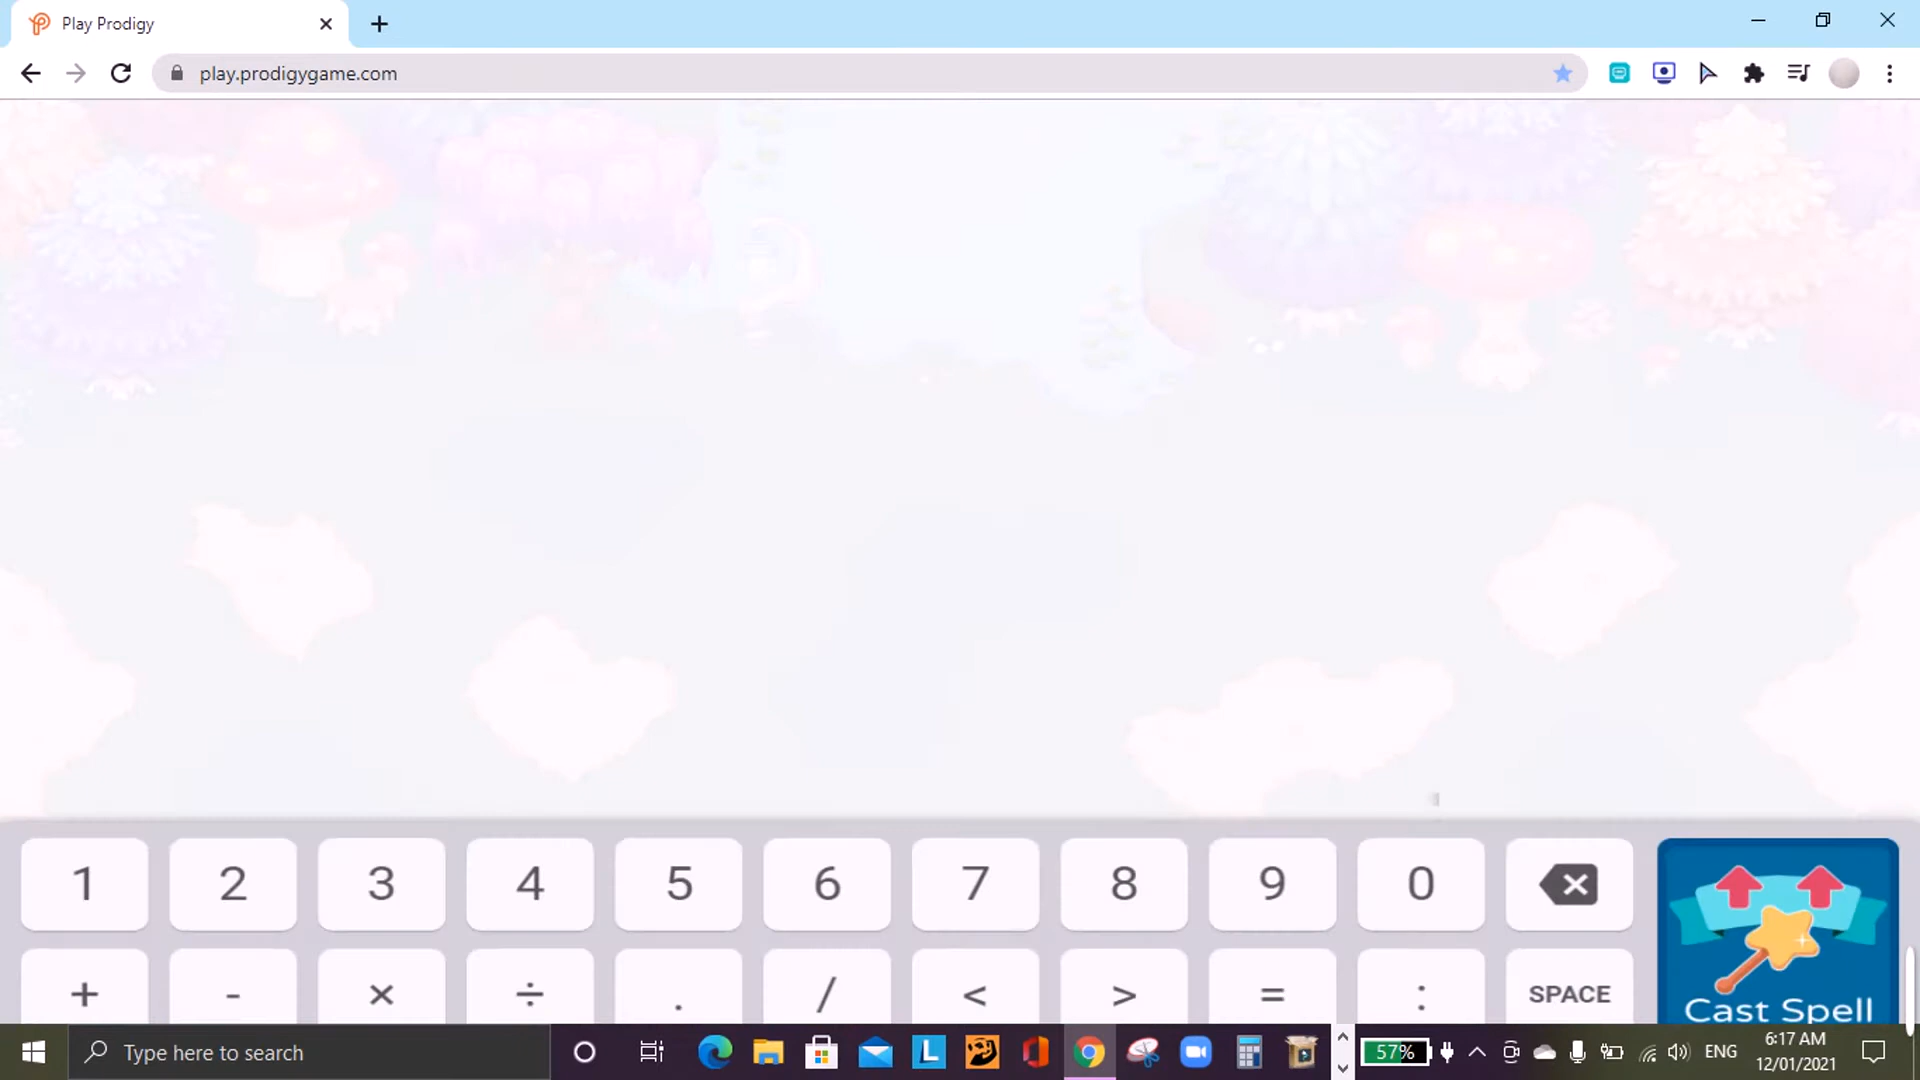 Play Prodigy
play.prodigygame.com
1 2 3 4 5 6 7 8 9 0
+ - × ÷ . / < > = : SPACE
Cast Spell
Type here to search
57%
ENG
6:17 AM
12/01/2021